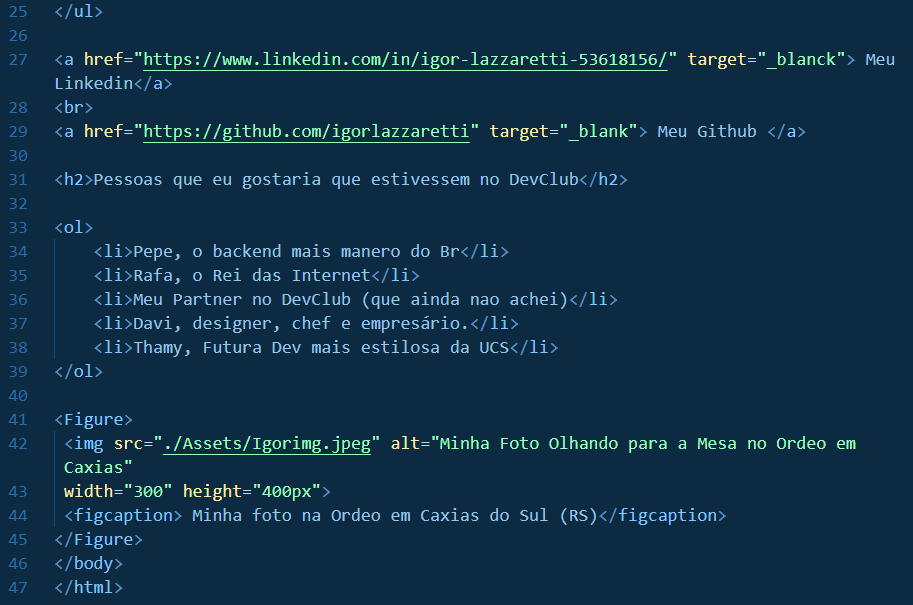 25 </ul>
26
27 <a href="https://www.linkedin.com/in/igor-lazzaretti-53618156/" target="_blanck"> Meu
Linkedin</a>
28 <br>
29 <a href="https://github.com/igorlazzaretti" target="_blank"> Meu Github </a>
30
31 <h2>Pessoas que eu gostaria que estivessem no DevClub</h2>
32
33 <ol>
34     <li>Pepe, o backend mais manero do Br</li>
35     <li>Rafa, o Rei das Internet</li>
36     <li>Meu Partner no DevClub (que ainda nao achei)</li>
37     <li>Davi, designer, chef e empresário.</li>
38     <li>Thamy, Futura Dev mais estilosa da UCS</li>
39 </ol>
40
41 <Figure>
42  <img src="./Assets/Igorimg.jpeg" alt="Minha Foto Olhando para a Mesa no Ordeo em
Caxias"
43  width="300" height="400px">
44  <figcaption> Minha foto na Ordeo em Caxias do Sul (RS)</figcaption>
45 </Figure>
46 </body>
47 </html>